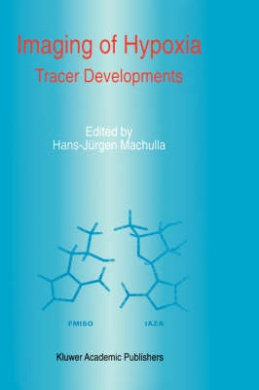 Imaging of Hypoxia
Tracer Developments
Edited by
Hans-Jürgen Machulla
FMISO IAZA
Kluwer Academic Publishers